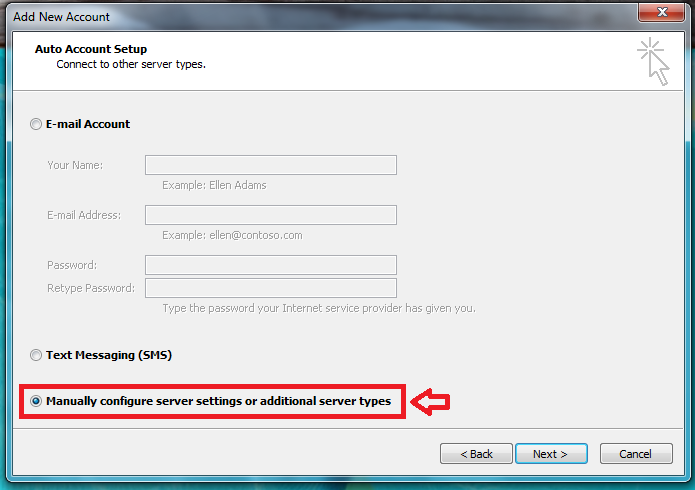 Add New Account
Auto Account Setup
Connect to other server types.
E-mail Account
Your Name:
Example: Ellen Adams
E-mail Address:
Example: ellen@contoso.com
Password:
Retype Password:
Type the password your Internet service provider has given you.
Text Messaging (SMS)
Manually configure server settings or additional server types
< Back Next > Cancel